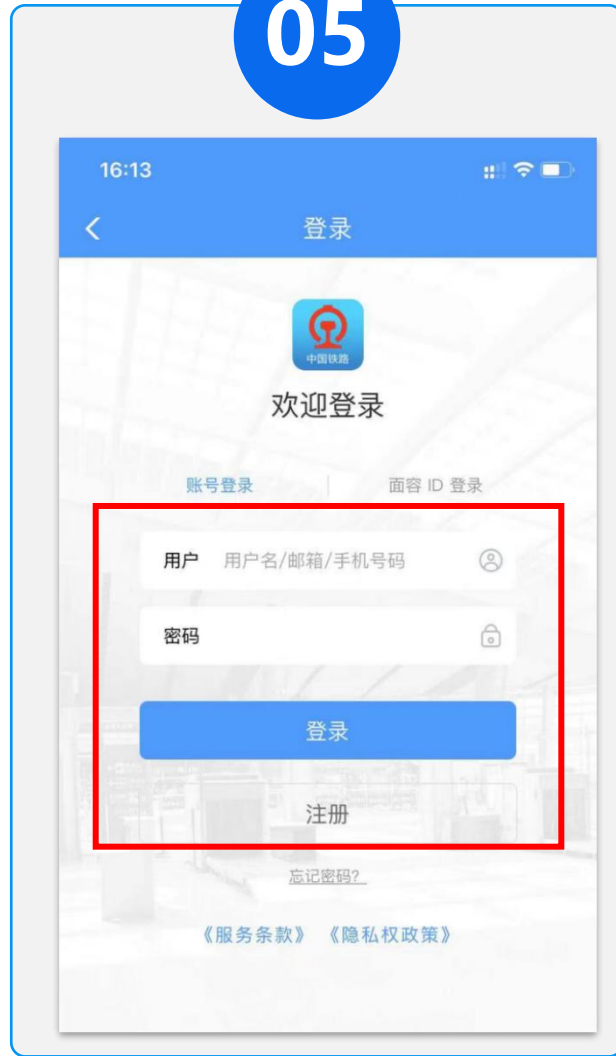 05
16:13
登录
中国铁路
欢迎登录
账号登录 面容 ID 登录
用户 用户名/邮箱/手机号码
密码
登录
注册
忘记密码?
《服务条款》 《隐私权政策》